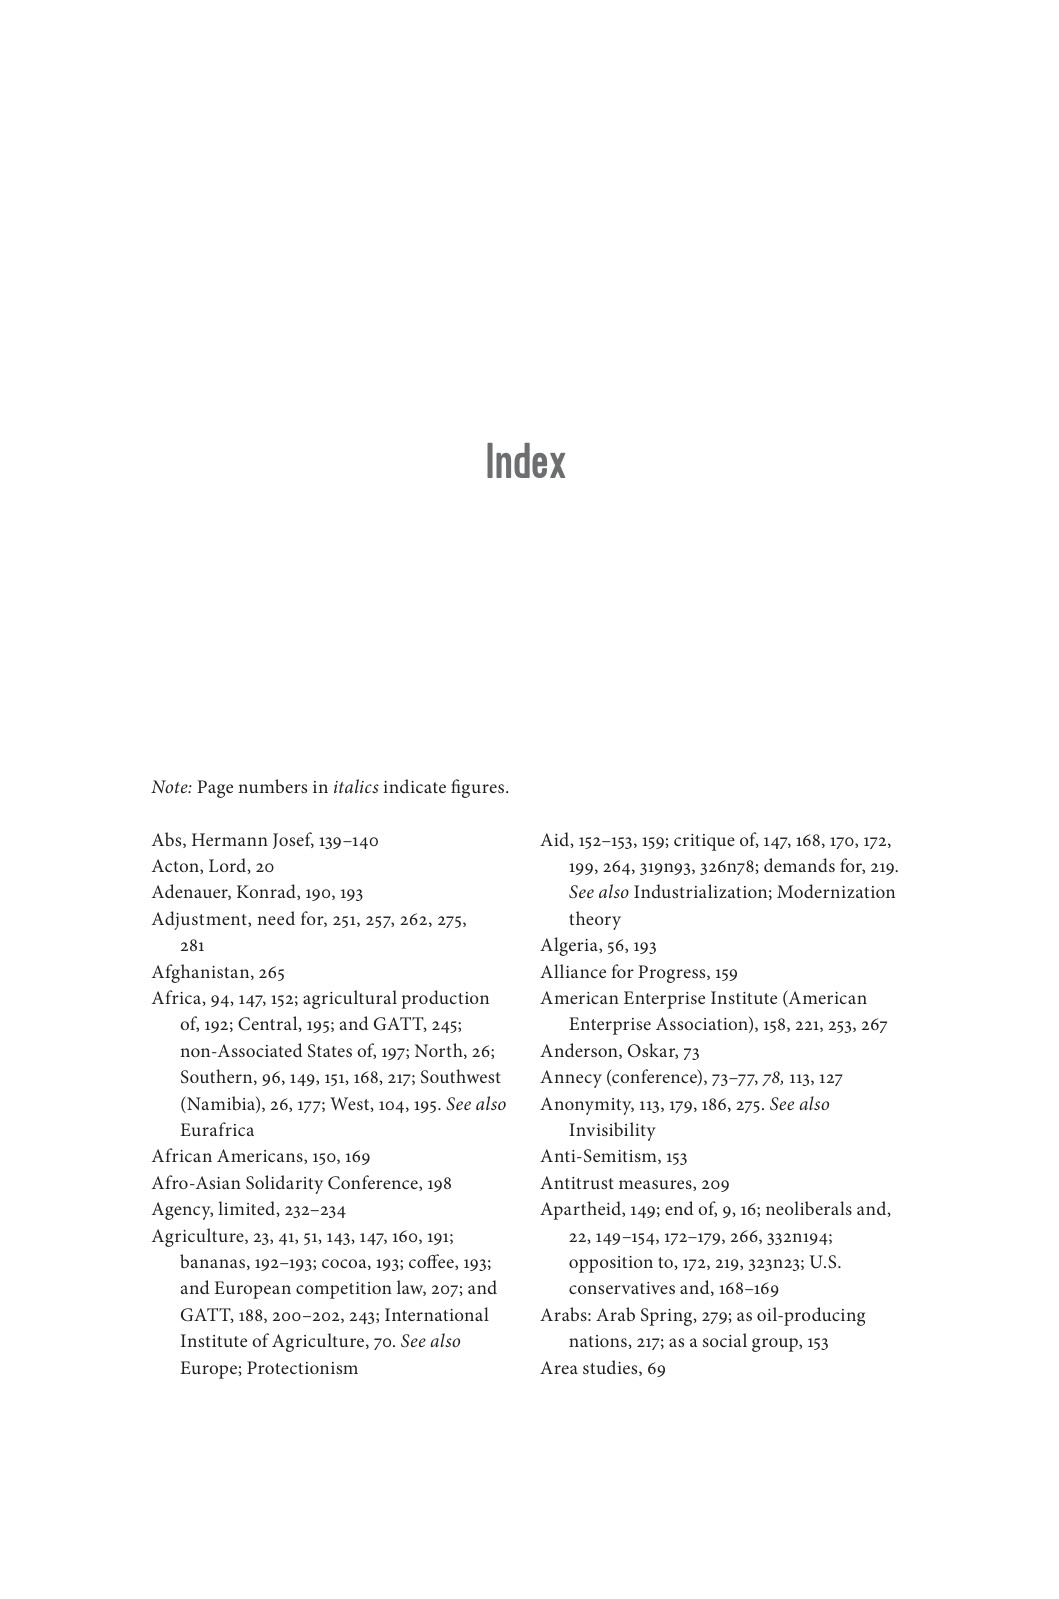 Index
Note: Page numbers in italics indicate figures.
Abs, Hermann Josef, 139–140
Acton, Lord, 20
Adenauer, Konrad, 190, 193
Adjustment, need for, 251, 257, 262, 275,
281
Afghanistan, 265
Africa, 94, 147, 152; agricultural production
of, 192; Central, 195; and GATT, 245;
non-Associated States of, 197; North, 26;
Southern, 96, 149, 151, 168, 217; Southwest
(Namibia), 26, 177; West, 104, 195. See also
Eurafrica
African Americans, 150, 169
Afro-Asian Solidarity Conference, 198
Agency, limited, 232–234
Agriculture, 23, 41, 51, 143, 147, 160, 191;
bananas, 192–193; cocoa, 193; coffee, 193;
and European competition law, 207; and
GATT, 188, 200–202, 243; International
Institute of Agriculture, 70. See also
Europe; Protectionism
Aid, 152–153, 159; critique of, 147, 168, 170, 172,
199, 264, 319n93, 326n78; demands for, 219.
See also Industrialization; Modernization
theory
Algeria, 56, 193
Alliance for Progress, 159
American Enterprise Institute (American
Enterprise Association), 158, 221, 253, 267
Anderson, Oskar, 73
Annecy (conference), 73–77, 78, 113, 127
Anonymity, 113, 179, 186, 275. See also
Invisibility
Anti-Semitism, 153
Antitrust measures, 209
Apartheid, 149; end of, 9, 16; neoliberals and,
22, 149–154, 172–179, 266, 332n194;
opposition to, 172, 219, 323n23; U.S.
conservatives and, 168–169
Arabs: Arab Spring, 279; as oil-producing
nations, 217; as a social group, 153
Area studies, 69